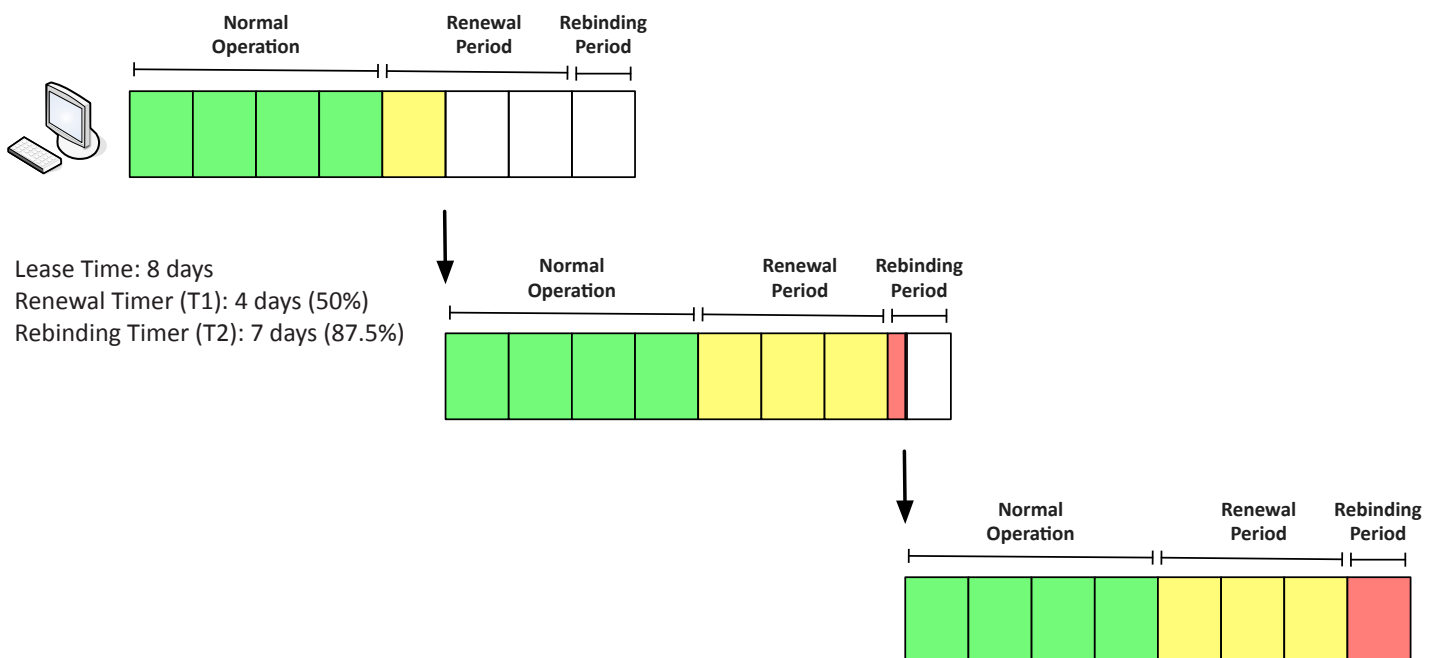 Normal
Operation
Renewal
Period
Rebinding
Period
Lease Time: 8 days
Renewal Timer (T1): 4 days (50%)
Rebinding Timer (T2): 7 days (87.5%)
Normal
Operation
Renewal
Period
Rebinding
Period
Normal
Operation
Renewal
Period
Rebinding
Period